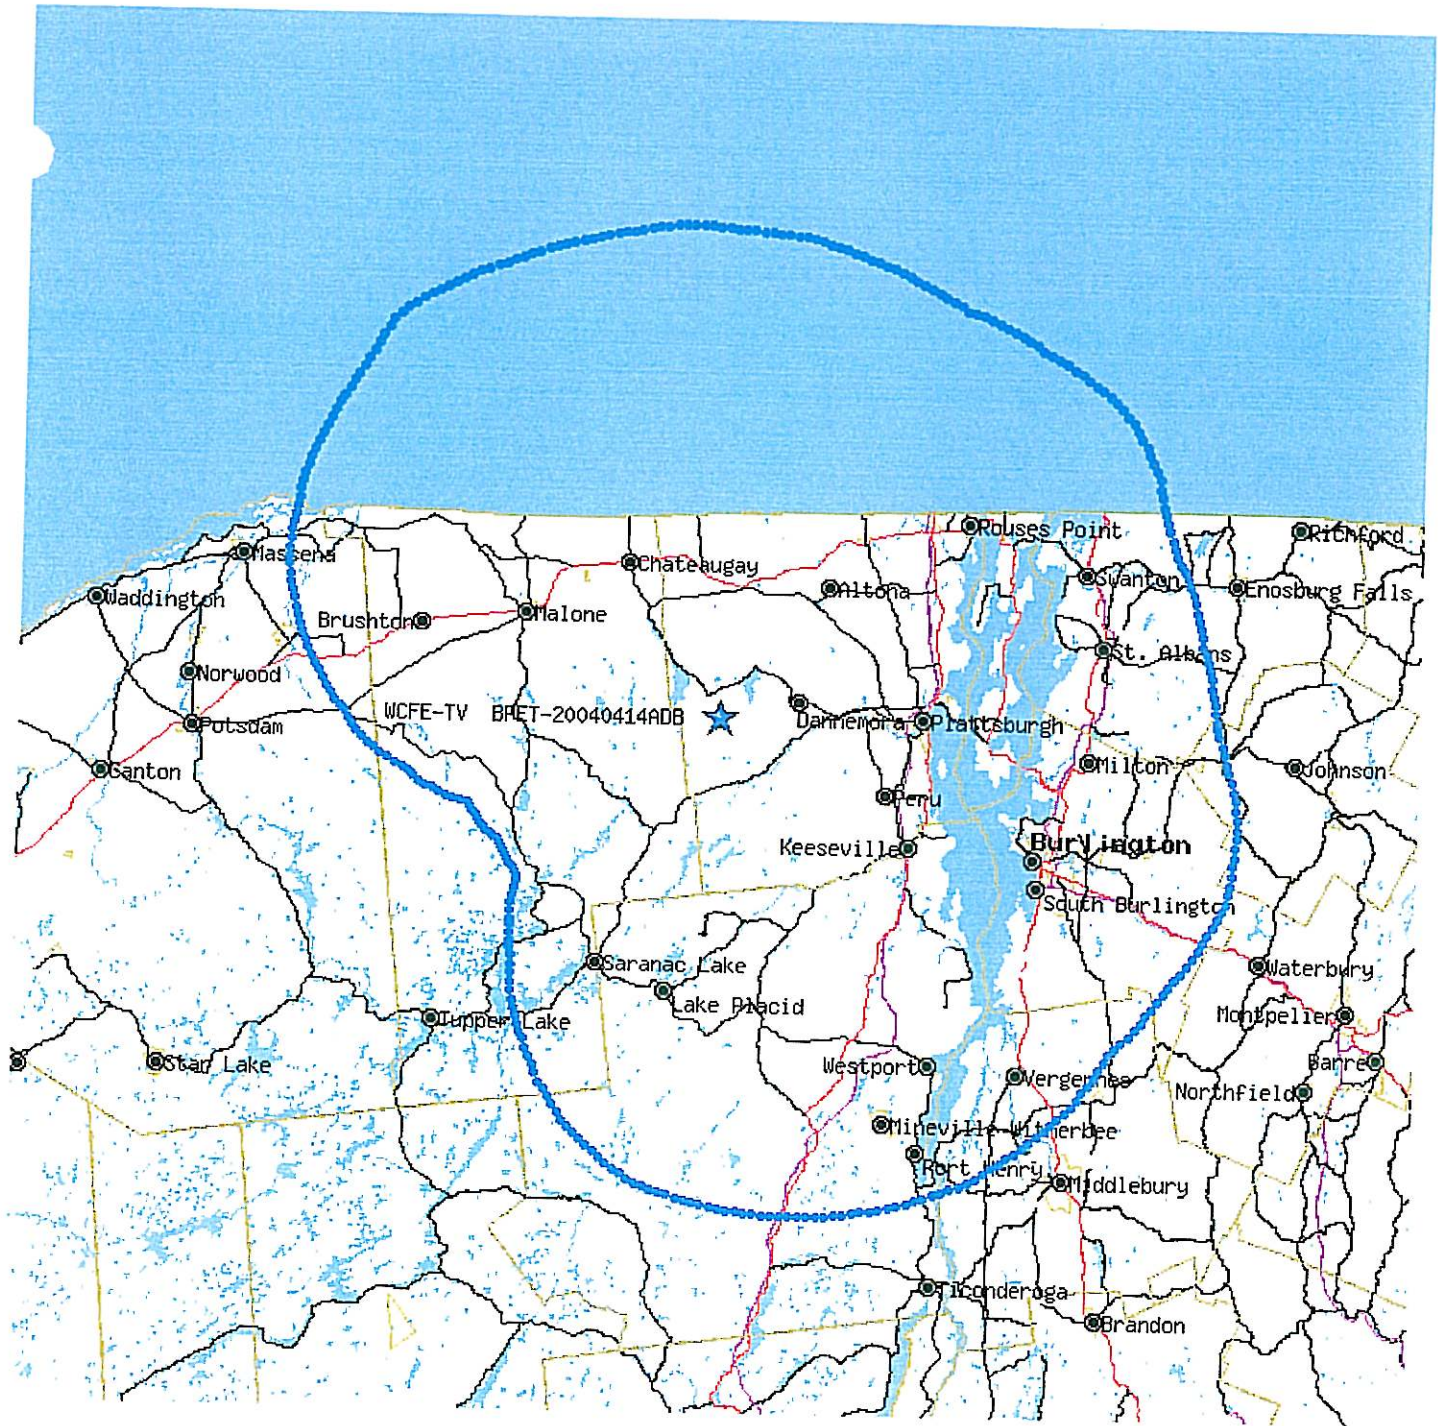 Rouses Point
Richford
Massena
Chateaugay
Swanton
Altona
Enosburg Falls
Waddington
Malone
Brushton
St. Albans
Norwood
WCFE-TV BPET-20040414ADB
Dannemora
Plattsburgh
Potsdam
Milton
Johnson
Canton
Peru
Burlington
Keeseville
South Burlington
Saranac Lake
Waterbury
Lake Placid
Montpelier
Tupper Lake
Star Lake
Westport
Vergennes
Barre
Northfield
Mineville-Witherbee
Port Henry
Middlebury
Ticonderoga
Brandon